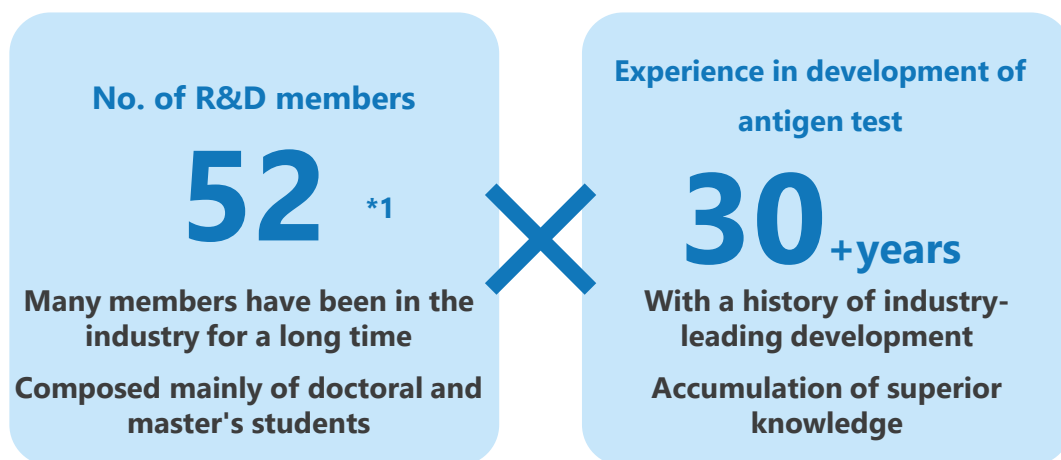 No. of R&D members
52 *1
Many members have been in the
industry for a long time
Composed mainly of doctoral and
master's students
Experience in development of
antigen test
30+years
With a history of industry-
leading development
Accumulation of superior
knowledge